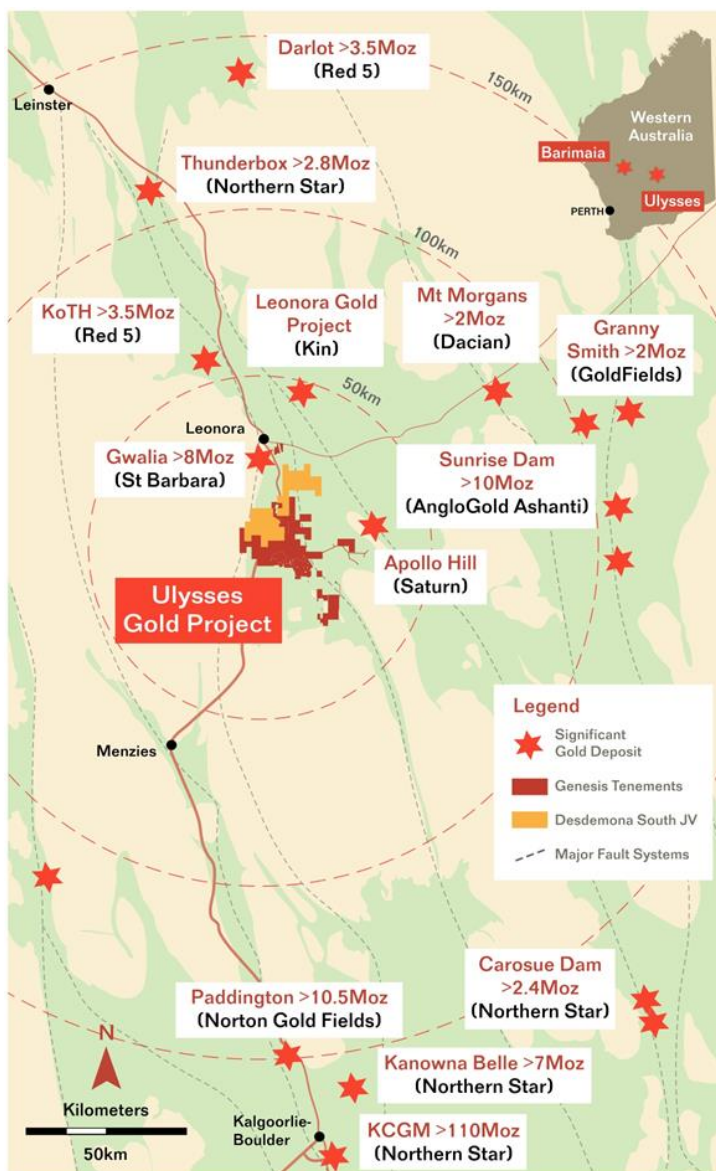 Darlot >3.5Moz
(Red 5)
150km
Leinster
Western
Australia
Barimaia
Ulysses
PERTH
Thunderbox >2.8Moz
(Northern Star)
100km
KoTH >3.5Moz
(Red 5)
Leonora Gold
Project
(Kin)
Mt Morgans
>2Moz
(Dacian)
Granny
Smith >2Moz
(GoldFields)
50km
Leonora
Gwalia >8Moz
(St Barbara)
Sunrise Dam
>10Moz
(AngloGold Ashanti)
Apollo Hill
(Saturn)
Ulysses
Gold Project
Menzies
Legend
Significant
Gold Deposit
Genesis Tenements
Desdemona South JV
Major Fault Systems
Carosue Dam
>2.4Moz
(Northern Star)
Paddington >10.5Moz
(Norton Gold Fields)
N
Kilometers
50km
Kanowna Belle >7Moz
(Northern Star)
Kalgoorlie-
Boulder
KCGM >110Moz
(Northern Star)